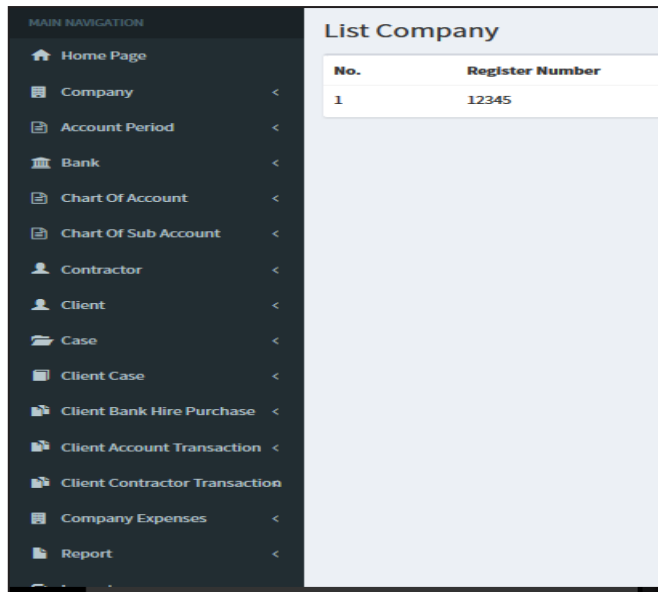 MAIN NAVIGATION
Home Page
Company <
Account Period <
Bank <
Chart Of Account <
Chart Of Sub Account <
Contractor <
Client <
Case <
Client Case <
Client Bank Hire Purchase <
Client Account Transaction <
Client Contractor Transaction
Company Expenses <
Report <
List Company
No. Register Number
1 12345